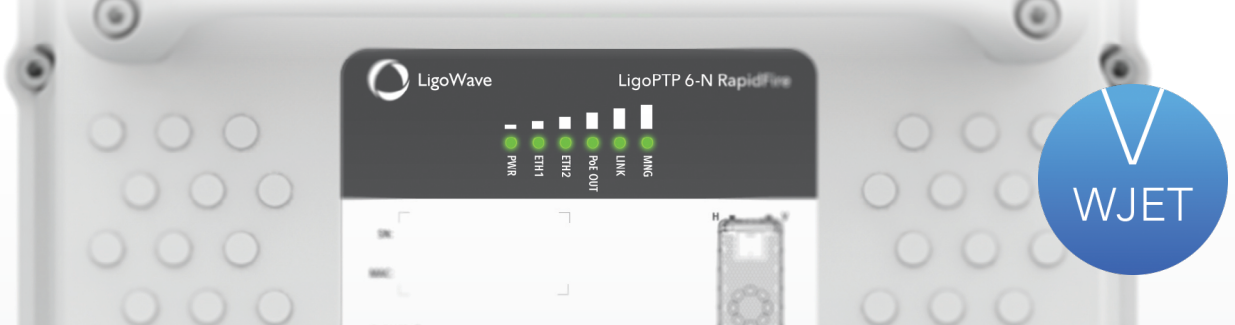 LigoWave
LigoPTP 6-N RapidFire
PWR
ETH1
ETH2
PoE OUT
LINK
MNG
H V
SN:
MAC:
V
WJET